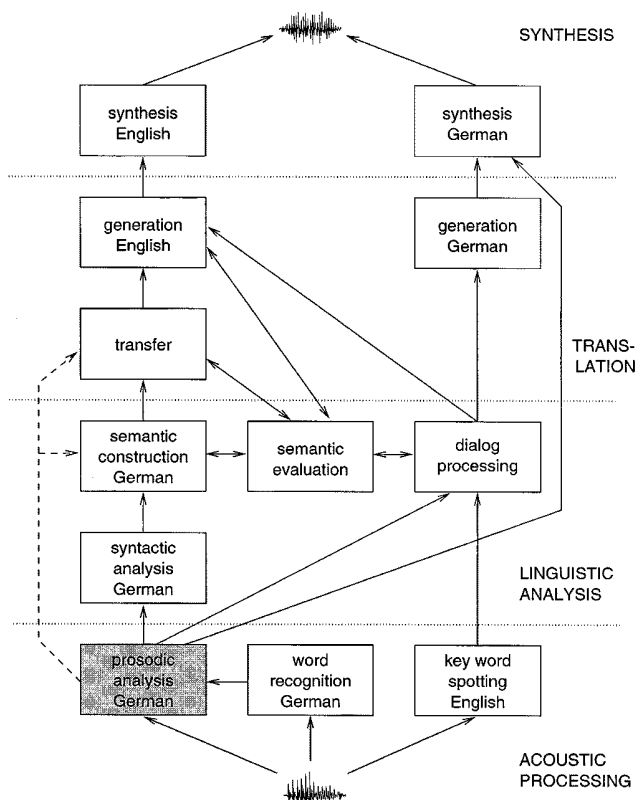 SYNTHESIS
synthesis
English
synthesis
German
generation
English
generation
German
transfer
TRANS-
LATION
semantic
construction
German
semantic
evaluation
dialog
processing
syntactic
analysis
German
LINGUISTIC
ANALYSIS
prosodic
analysis
German
word
recognition
German
key word
spotting
English
ACOUSTIC
PROCESSING